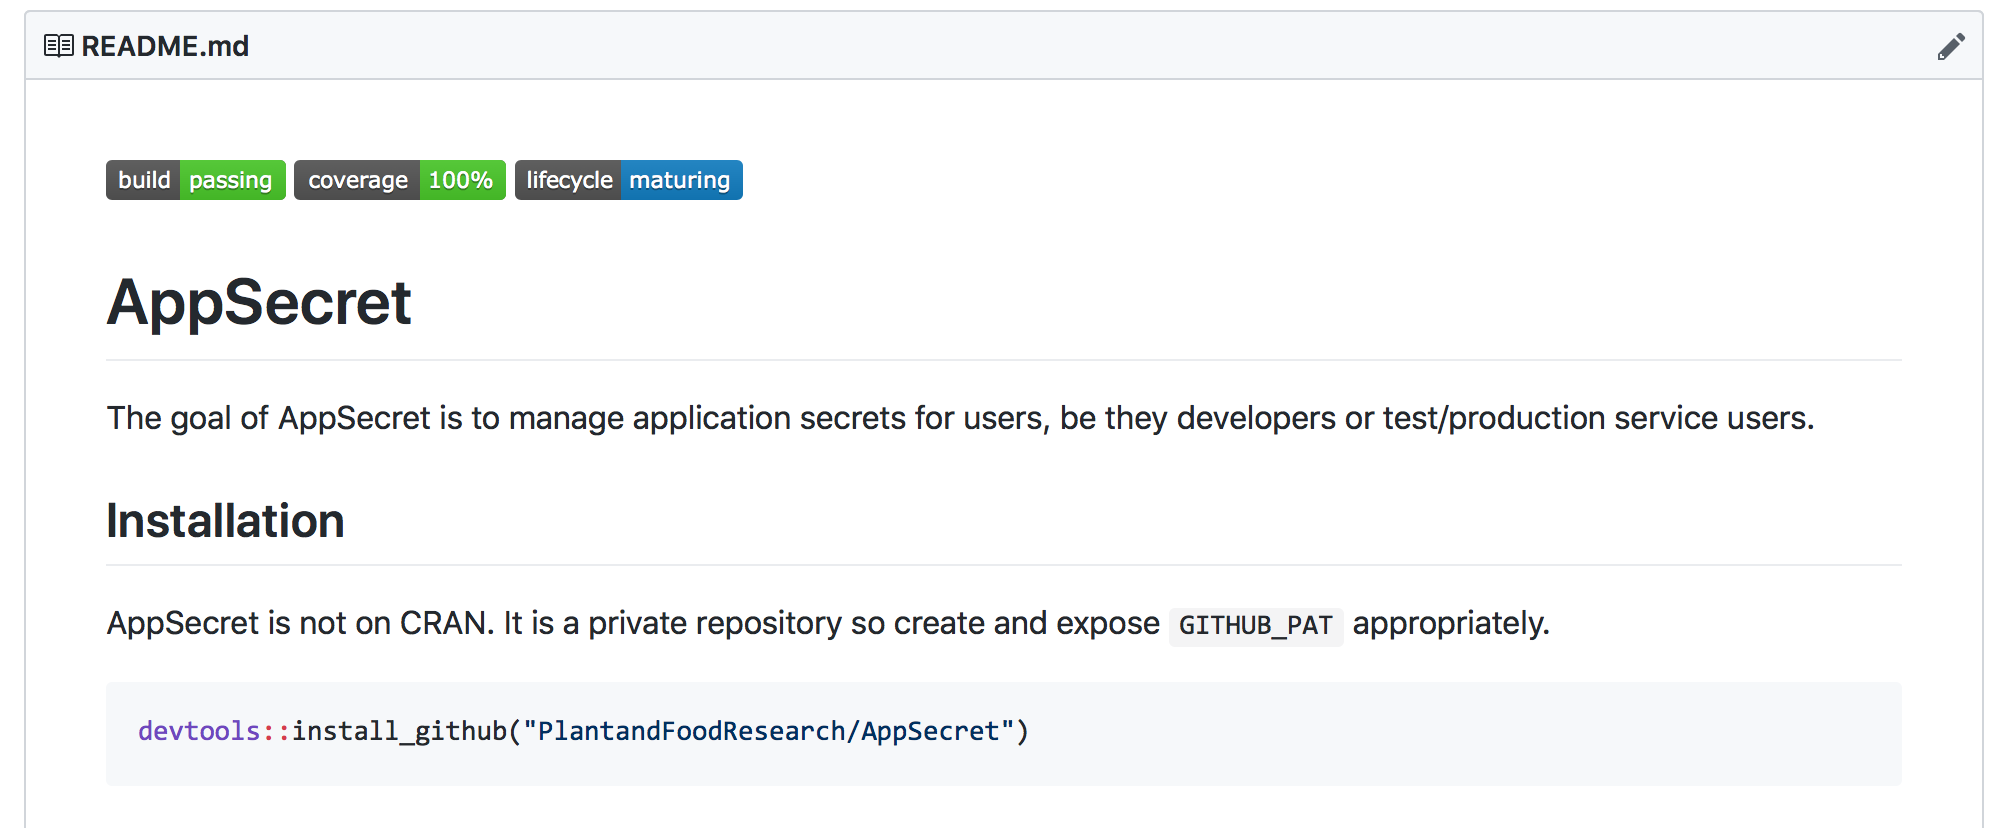 README.md
build passing coverage 100% lifecycle maturing
AppSecret
The goal of AppSecret is to manage application secrets for users, be they developers or test/production service users.
Installation
AppSecret is not on CRAN. It is a private repository so create and expose GITHUB_PAT appropriately.
devtools::install_github("PlantandFoodResearch/AppSecret")